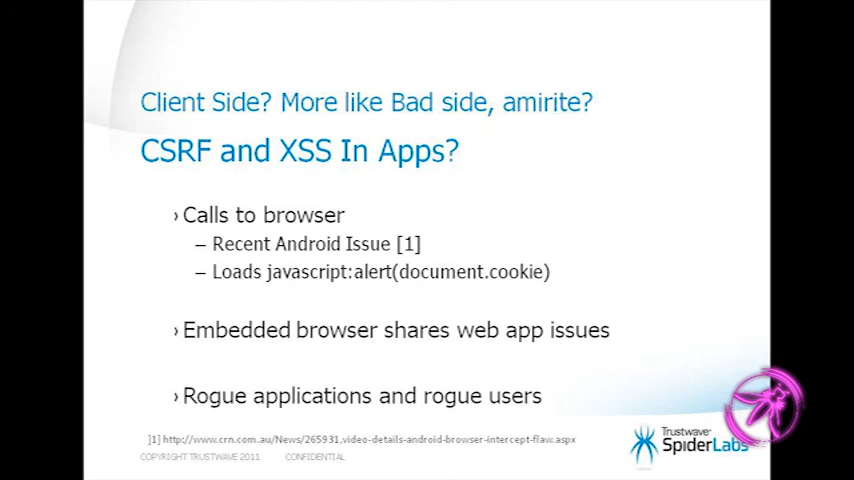 Client Side? More like Bad side, amirite?
CSRF and XSS In Apps?
› Calls to browser
– Recent Android Issue [1]
– Loads javascript:alert(document.cookie)
› Embedded browser shares web app issues
› Rogue applications and rogue users
[1] http://www.crn.com.au/News/265931,video-details-android-browser-intercept-flaw.aspx
COPYRIGHT TRUSTWAVE 2011 CONFIDENTIAL
Trustwave®
SpiderLabs